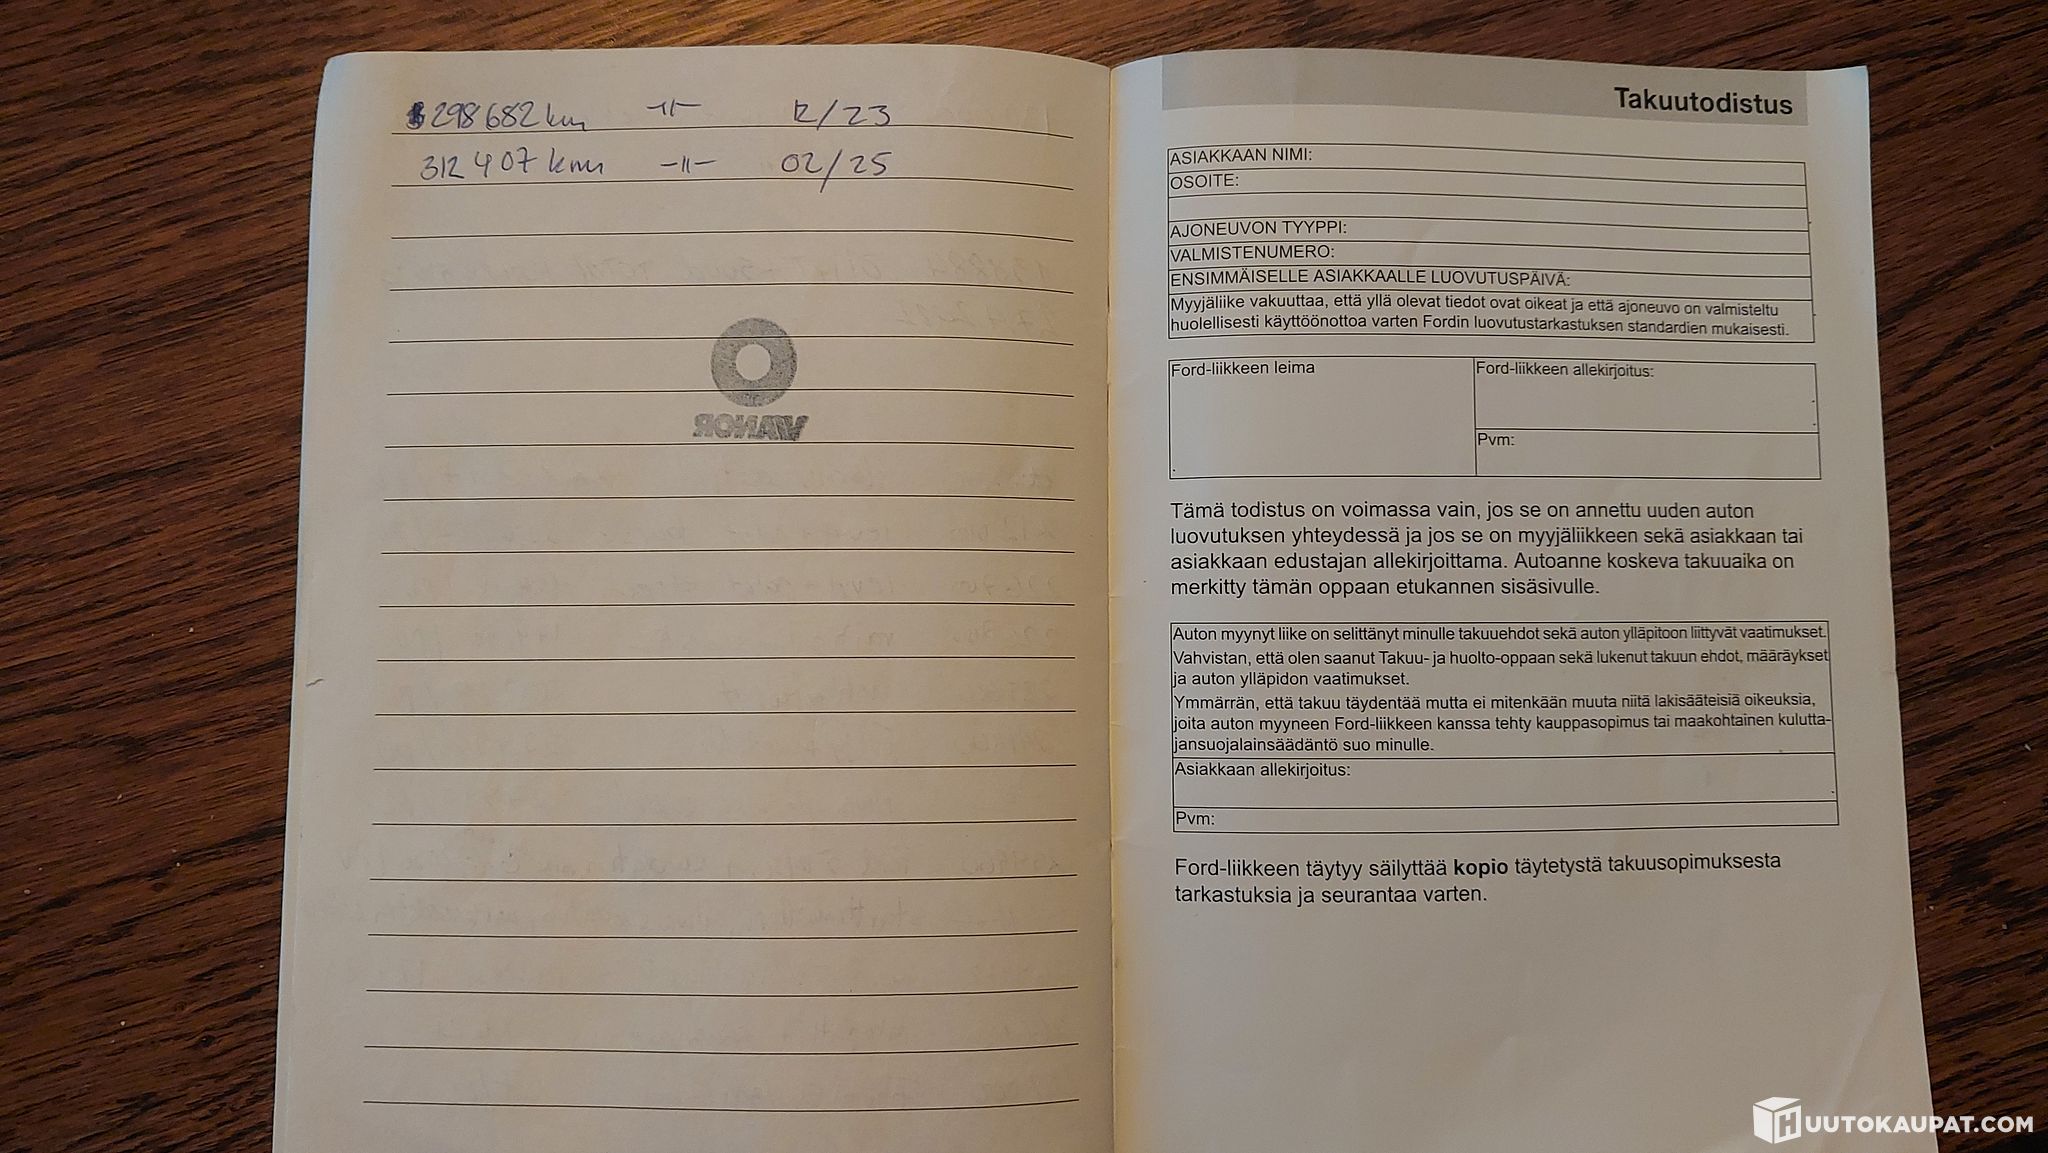 298682 km -11- 12/23
312 407 km -11- 02/25
VIANOR
Takuutodistus
ASIAKKAAN NIMI:
OSOITE:
AJONEUVON TYYPPI:
VALMISTENUMERO:
ENSIMMÄISELLE ASIAKKAALLE LUOVUTUSPÄIVÄ:
Myyjäliike vakuuttaa, että yllä olevat tiedot ovat oikeat ja että ajoneuvo on valmisteltu
huolellisesti käyttöönottoa varten Fordin luovutustarkastuksen standardien mukaisesti.
Ford-liikkeen leima
Ford-liikkeen allekirjoitus:
Pvm:
Tämä todistus on voimassa vain, jos se on annettu uuden auton
luovutuksen yhteydessä ja jos se on myyjäliikkeen sekä asiakkaan tai
asiakkaan edustajan allekirjoittama. Autoanne koskeva takuuaika on
merkitty tämän oppaan etukannen sisäsivulle.
Auton myynyt liike on selittänyt minulle takuuehdot sekä auton ylläpitoon liittyvät vaatimukset.
Vahvistan, että olen saanut Takuu- ja huolto-oppaan sekä lukenut takuun ehdot, määräykset
ja auton ylläpidon vaatimukset.
Ymmärrän, että takuu täydentää mutta ei mitenkään muuta niitä lakisääteisiä oikeuksia,
joita auton myyneen Ford-liikkeen kanssa tehty kauppasopimus tai maakohtainen kulutta-
jansuojalainsäädäntö suo minulle.
Asiakkaan allekirjoitus:
Pvm:
Ford-liikkeen täytyy säilyttää kopio täytetystä takuusopimuksesta
tarkastuksia ja seurantaa varten.
HUUTOKAUPAT.COM